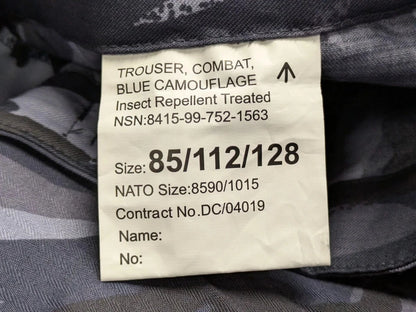 TROUSER, COMBAT,
BLUE CAMOUFLAGE
Insect Repellent Treated
NSN:8415-99-752-1563
Size: 85/112/128
NATO Size:8590/1015
Contract No.DC/04019
Name:
No: